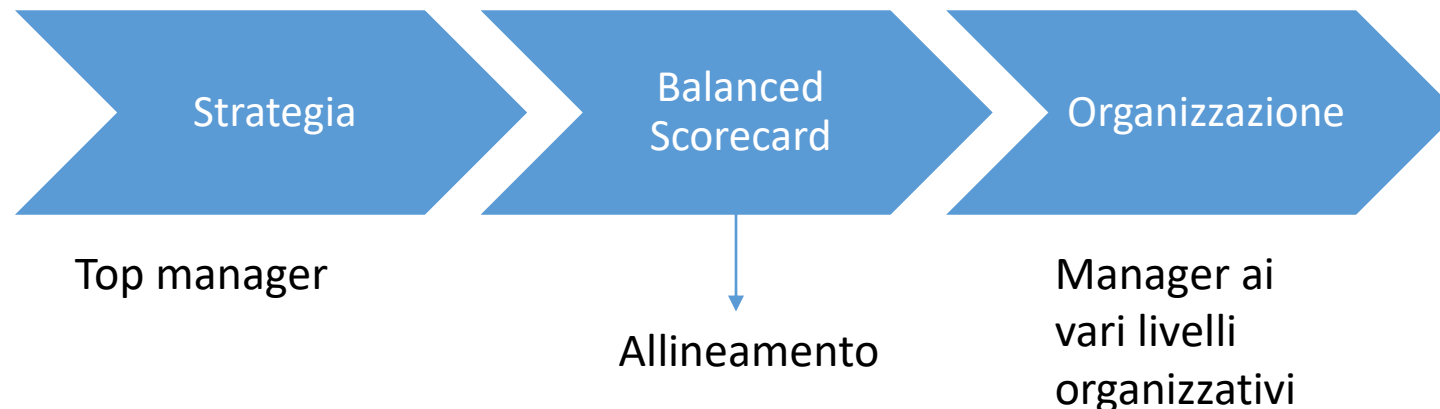 Strategia
Balanced
Scorecard
Organizzazione
Top manager
Allineamento
Manager ai
vari livelli
organizzativi